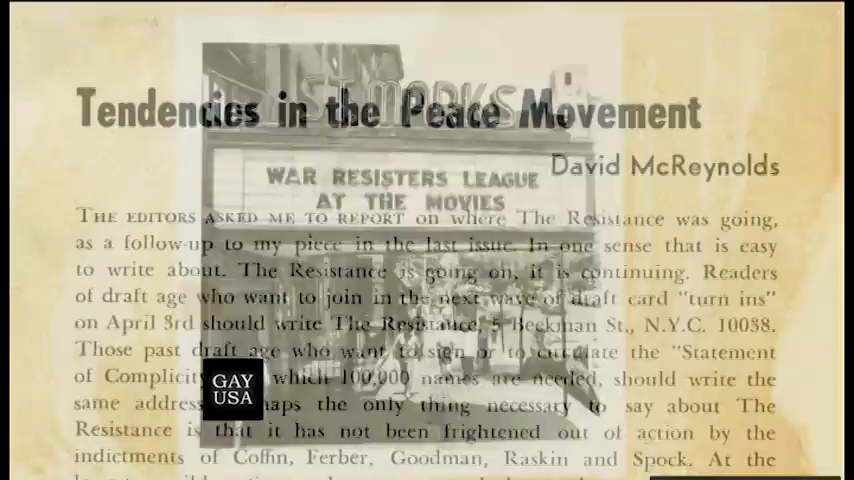 ST. MARKS
Tendencies in the Peace Movement
David McReynolds
WAR RESISTERS LEAGUE
AT THE MOVIES
THE EDITORS ASKED ME TO REPORT on where The Resistance was going,
as a follow-up to my piece in the last issue. In one sense that is easy
to write about. The Resistance is going on, it is continuing. Readers
of draft age who want to join in the next wave of draft card "turn ins"
on April 3rd should write The Resistance, 5 Beekman St., N.Y.C. 10038.
Those past draft age who want to sign or to circulate the "Statement
of Complicity which 100,000 names are needed, should write the
same address haps the only thing necessary to say about The
Resistance is that it has not been frightened out of action by the
indictments of Coffin, Ferber, Goodman, Raskin and Spock. At the
GAY
USA